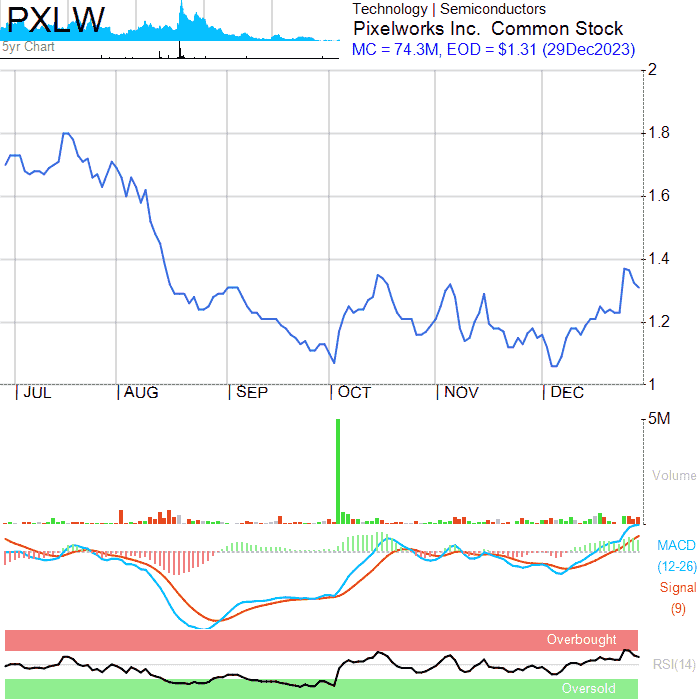 PXLW
5yr Chart
Technology | Semiconductors
Pixelworks Inc. Common Stock
MC = 74.3M, EOD = $1.31 (29Dec2023)
2
1.8
1.6
1.4
1.2
1
JUL
AUG
SEP
OCT
NOV
DEC
5M
Volume
MACD
(12-26)
Signal
(9)
Overbought
RSI(14)
Oversold